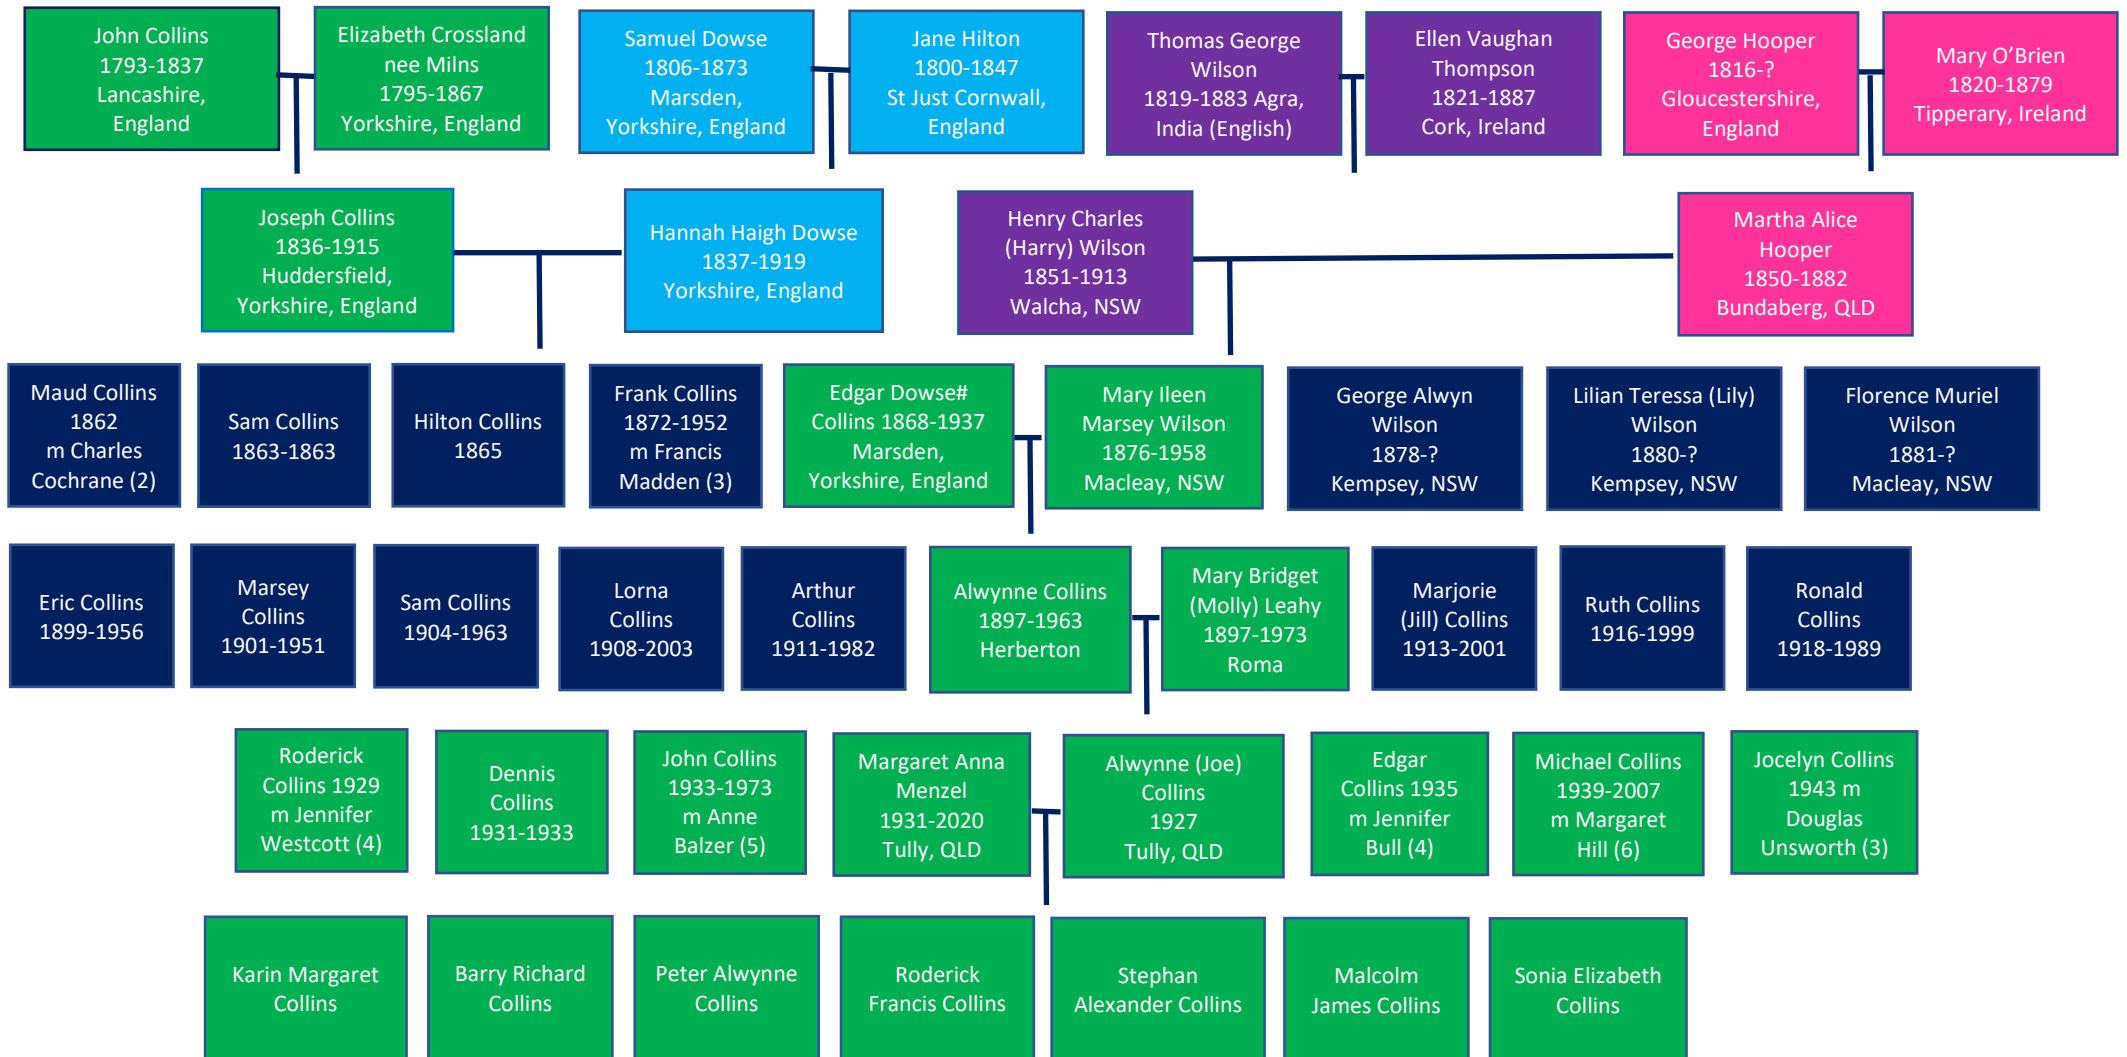 John Collins
1793-1837
Lancashire,
England
Elizabeth Crossland
nee Milns
1795-1867
Yorkshire, England
Samuel Dowse
1806-1873
Marsden,
Yorkshire, England
Jane Hilton
1800-1847
St Just Cornwall,
England
Thomas George
Wilson
1819-1883 Agra,
India (English)
Ellen Vaughan
Thompson
1821-1887
Cork, Ireland
George Hooper
1816-?
Gloucestershire,
England
Mary O’Brien
1820-1879
Tipperary, Ireland
Joseph Collins
1836-1915
Huddersfield,
Yorkshire, England
Hannah Haigh Dowse
1837-1919
Yorkshire, England
Henry Charles
(Harry) Wilson
1851-1913
Walcha, NSW
Martha Alice
Hooper
1850-1882
Bundaberg, QLD
Maud Collins
1862
m Charles
Cochrane (2)
Sam Collins
1863-1863
Hilton Collins
1865
Frank Collins
1872-1952
m Francis
Madden (3)
Edgar Dowse#
Collins 1868-1937
Marsden,
Yorkshire, England
Mary Ileen
Marsey Wilson
1876-1958
Macleay, NSW
George Alwyn
Wilson
1878-?
Kempsey, NSW
Lilian Teressa (Lily)
Wilson
1880-?
Kempsey, NSW
Florence Muriel
Wilson
1881-?
Macleay, NSW
Eric Collins
1899-1956
Marsey
Collins
1901-1951
Sam Collins
1904-1963
Lorna
Collins
1908-2003
Arthur
Collins
1911-1982
Alwynne Collins
1897-1963
Herberton
Mary Bridget
(Molly) Leahy
1897-1973
Roma
Marjorie
(Jill) Collins
1913-2001
Ruth Collins
1916-1999
Ronald
Collins
1918-1989
Roderick
Collins 1929
m Jennifer
Westcott (4)
Dennis
Collins
1931-1933
John Collins
1933-1973
m Anne
Balzer (5)
Margaret Anna
Menzel
1931-2020
Tully, QLD
Alwynne (Joe)
Collins
1927
Tully, QLD
Edgar
Collins 1935
m Jennifer
Bull (4)
Michael Collins
1939-2007
m Margaret
Hill (6)
Jocelyn Collins
1943 m
Douglas
Unsworth (3)
Karin Margaret
Collins
Barry Richard
Collins
Peter Alwynne
Collins
Roderick
Francis Collins
Stephan
Alexander Collins
Malcolm
James Collins
Sonia Elizabeth
Collins